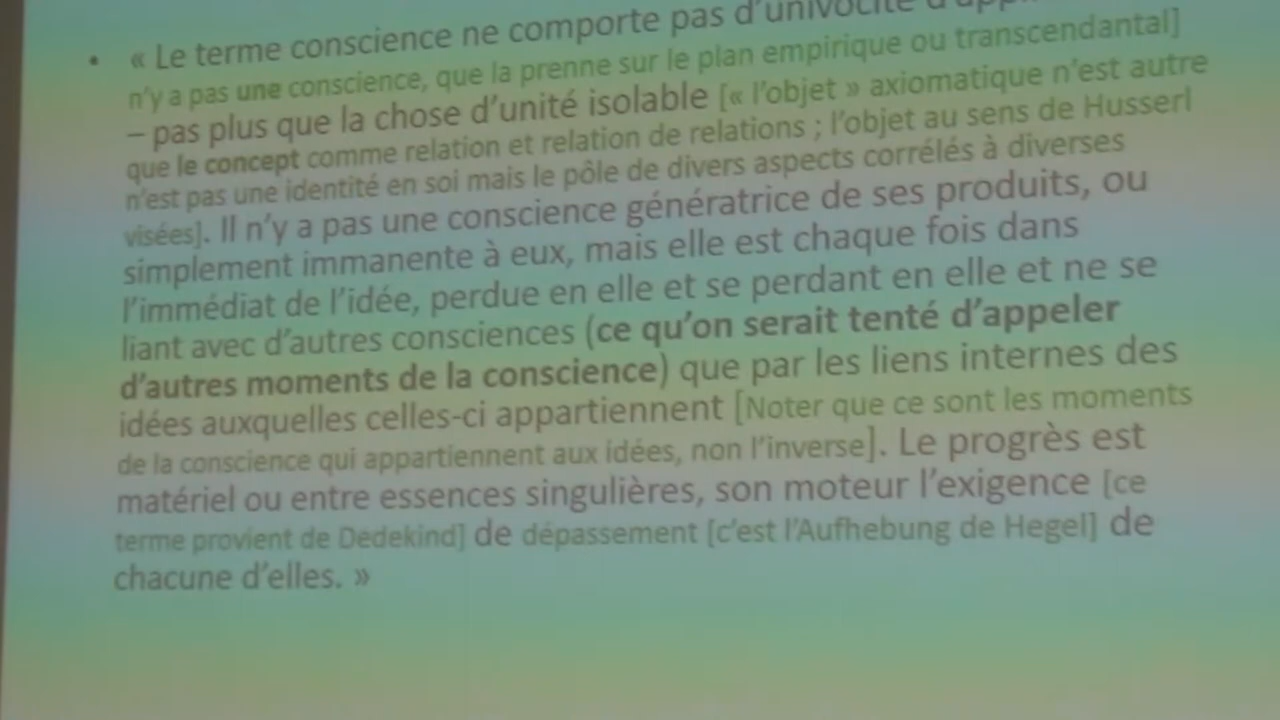 • « Le terme conscience ne comporte pas d'univocité
n'y a pas une conscience, que la prenne sur le plan empirique ou transcendantal]
– pas plus que la chose d'unité isolable [« l'objet » axiomatique n'est autre
que le concept comme relation et relation de relations ; l'objet au sens de Husserl
n'est pas une identité en soi mais le pôle de divers aspects corrélés à diverses
visées]. Il n'y a pas une conscience génératrice de ses produits, ou
simplement immanente à eux, mais elle est chaque fois dans
l'immédiat de l'idée, perdue en elle et se perdant en elle et ne se
liant avec d'autres consciences (ce qu'on serait tenté d'appeler
d'autres moments de la conscience) que par les liens internes des
idées auxquelles celles-ci appartiennent [Noter que ce sont les moments
de la conscience qui appartiennent aux idées, non l'inverse]. Le progrès est
matériel ou entre essences singulières, son moteur l'exigence [ce
terme provient de Dedekind] de dépassement [c'est l'Aufhebung de Hegel] de
chacune d'elles. »